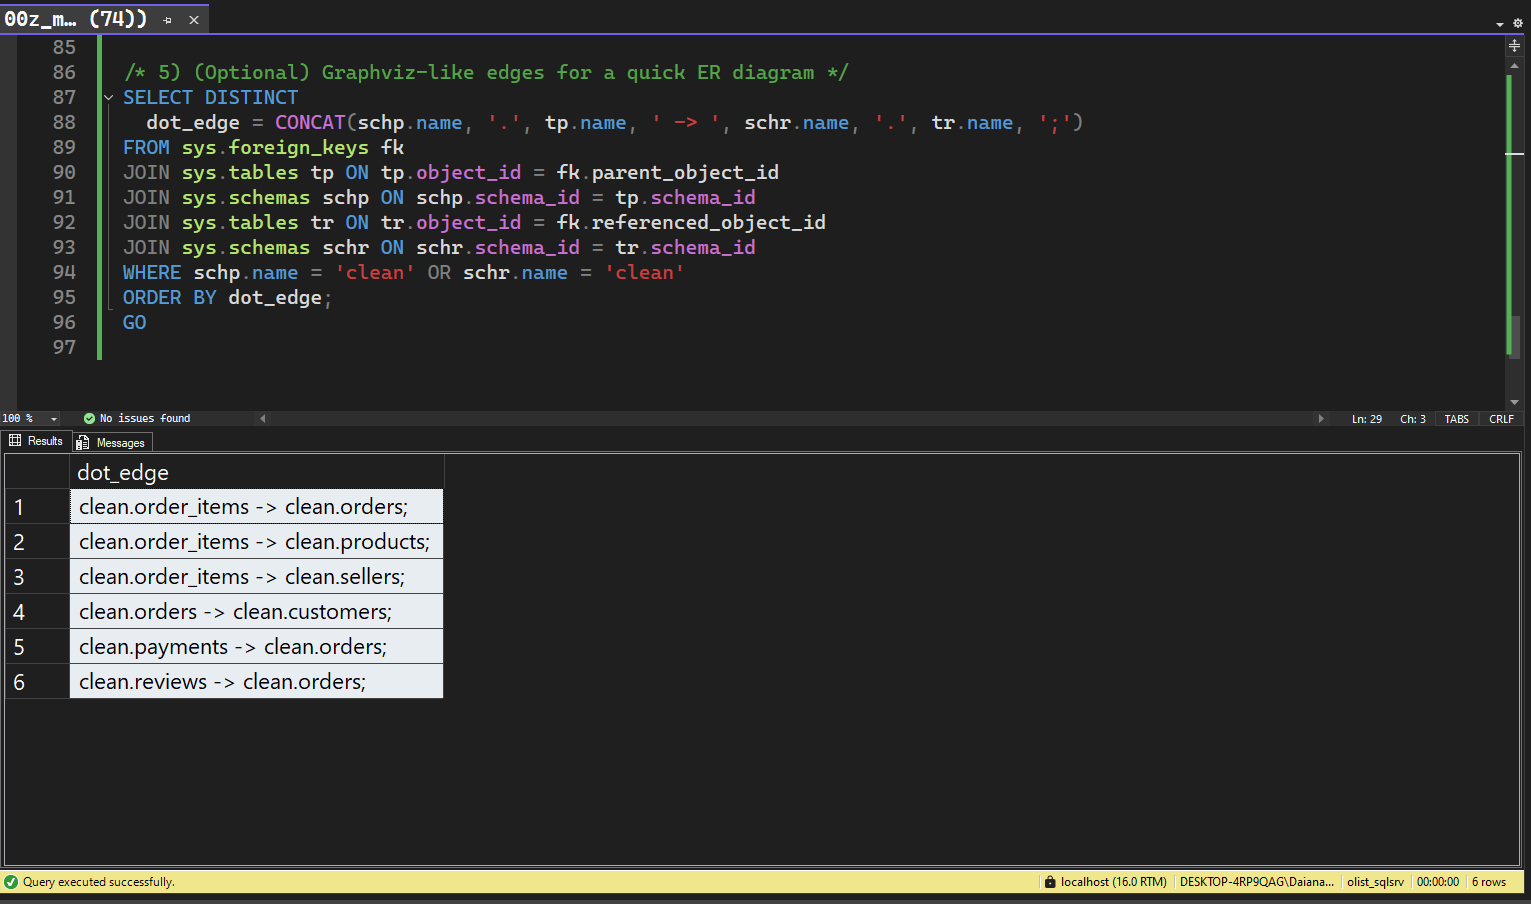 00z_m... (74))
85
86 /* 5) (Optional) Graphviz-like edges for a quick ER diagram */
87 SELECT DISTINCT
88 dot_edge = CONCAT(schp.name, '.', tp.name, ' -> ', schr.name, '.', tr.name, ';')
89 FROM sys.foreign_keys fk
90 JOIN sys.tables tp ON tp.object_id = fk.parent_object_id
91 JOIN sys.schemas schp ON schp.schema_id = tp.schema_id
92 JOIN sys.tables tr ON tr.object_id = fk.referenced_object_id
93 JOIN sys.schemas schr ON schr.schema_id = tr.schema_id
94 WHERE schp.name = 'clean' OR schr.name = 'clean'
95 ORDER BY dot_edge;
96 GO
97
100 % No issues found Ln: 29 Ch: 3 TABS CRLF
Results Messages
dot_edge
1 clean.order_items -> clean.orders;
2 clean.order_items -> clean.products;
3 clean.order_items -> clean.sellers;
4 clean.orders -> clean.customers;
5 clean.payments -> clean.orders;
6 clean.reviews -> clean.orders;
Query executed successfully. localhost (16.0 RTM) DESKTOP-4RP9QAG\Daiana... olist_sqlsrv 00:00:00 6 rows